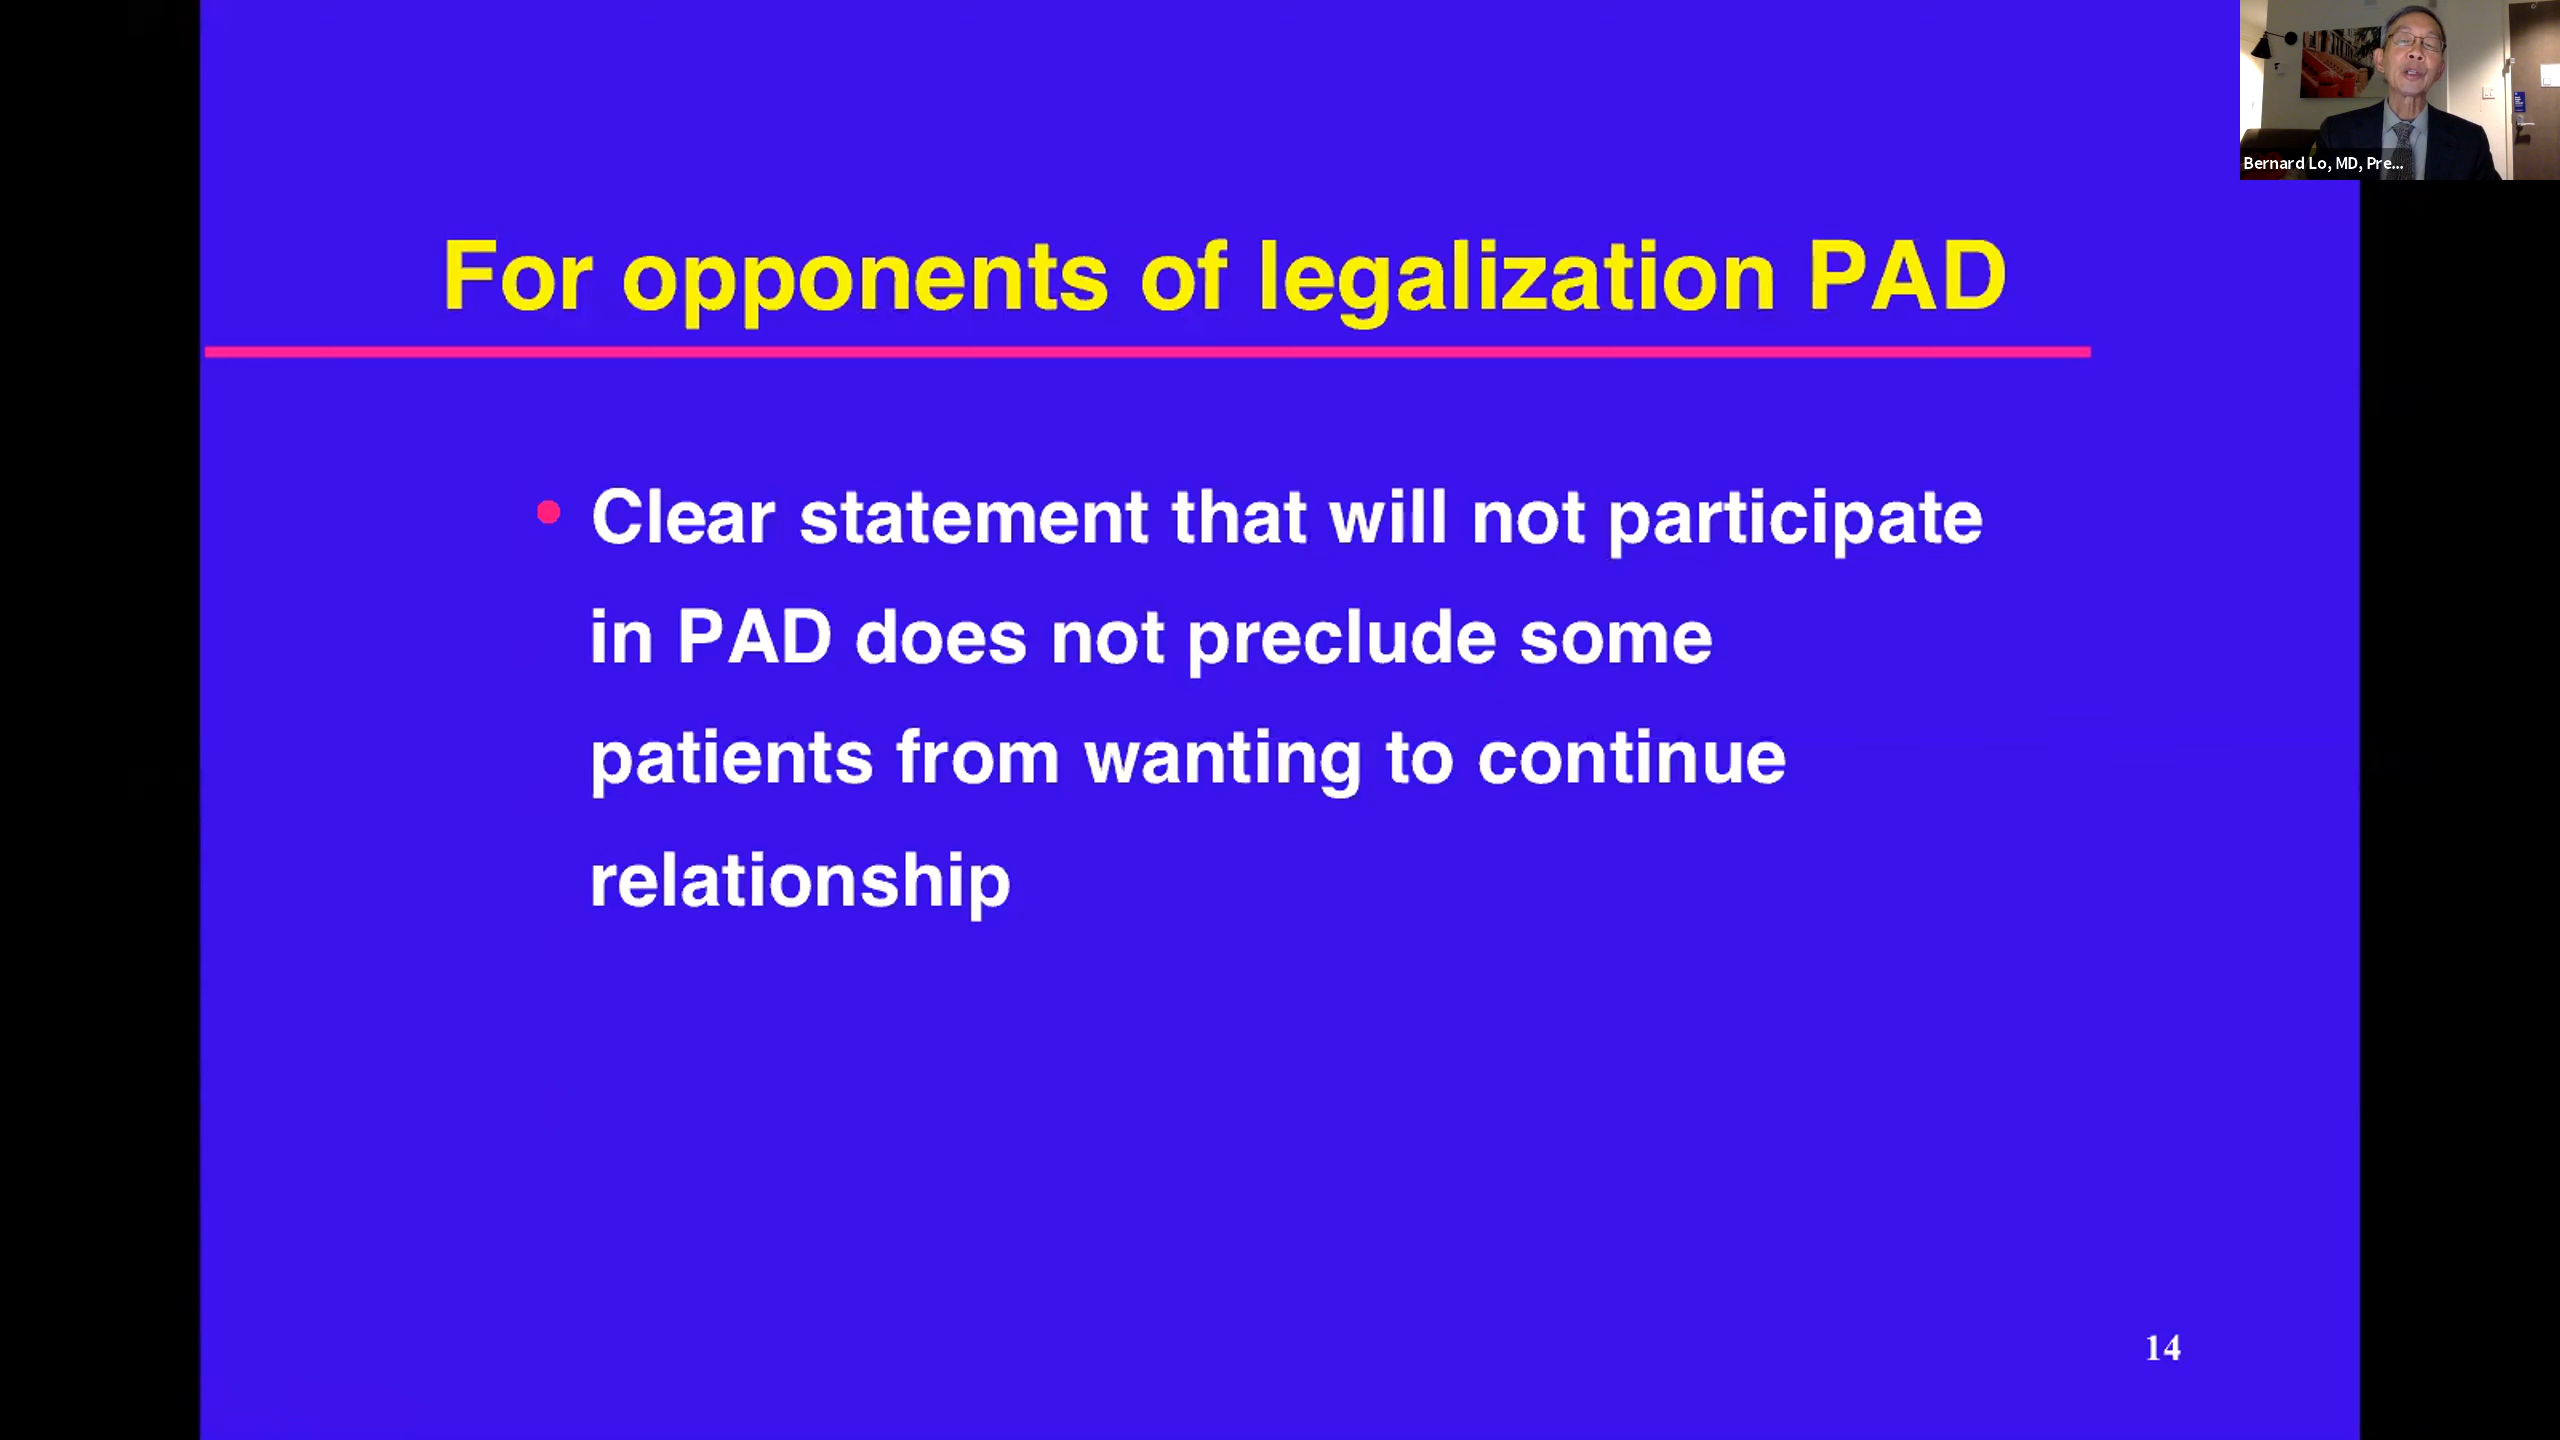 Bernard Lo, MD, Pre...
For opponents of legalization PAD
Clear statement that will not participate
in PAD does not preclude some
patients from wanting to continue
relationship
14